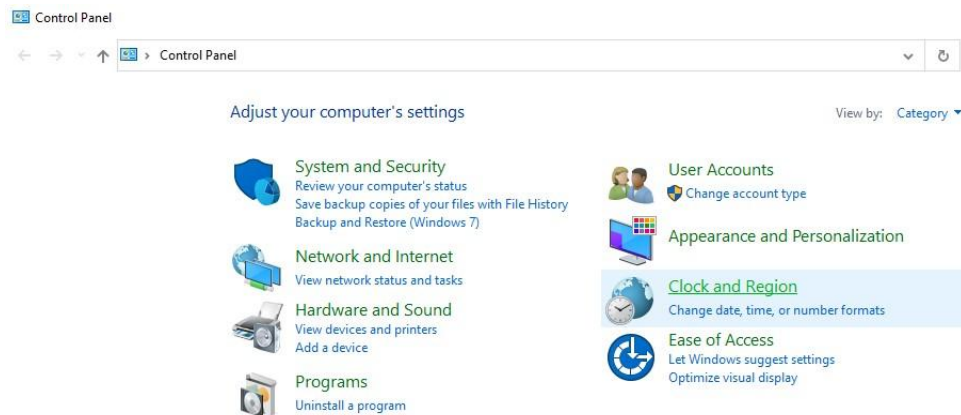 Control Panel
Control Panel
Adjust your computer's settings
View by: Category
System and Security
Review your computer's status
Save backup copies of your files with File History
Backup and Restore (Windows 7)
Network and Internet
View network status and tasks
Hardware and Sound
View devices and printers
Add a device
Programs
Uninstall a program
User Accounts
Change account type
Appearance and Personalization
Clock and Region
Change date, time, or number formats
Ease of Access
Let Windows suggest settings
Optimize visual display